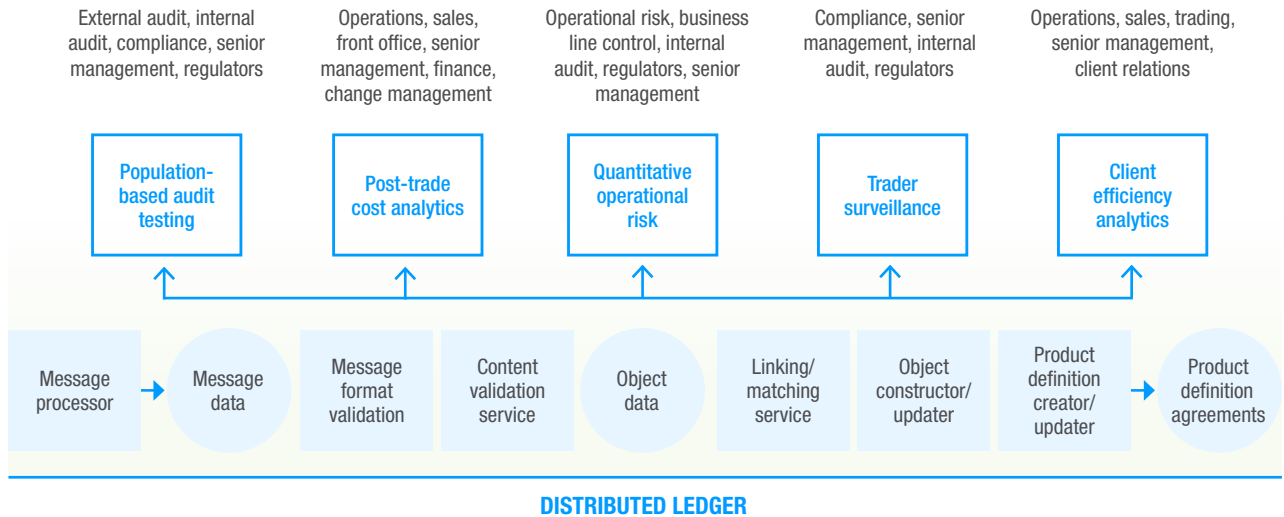 External audit, internal
audit, compliance, senior
management, regulators
Operations, sales,
front office, senior
management, finance,
change management
Operational risk, business
line control, internal
audit, regulators, senior
management
Compliance, senior
management, internal
audit, regulators
Operations, sales, trading,
senior management,
client relations
Population-
based audit
testing
Post-trade
cost analytics
Quantitative
operational
risk
Trader
surveillance
Client
efficiency
analytics
Message
processor
Message
data
Message
format
validation
Content
validation
service
Object
data
Linking/
matching
service
Object
constructor/
updater
Product
definition
creator/
updater
Product
definition
agreements
DISTRIBUTED LEDGER